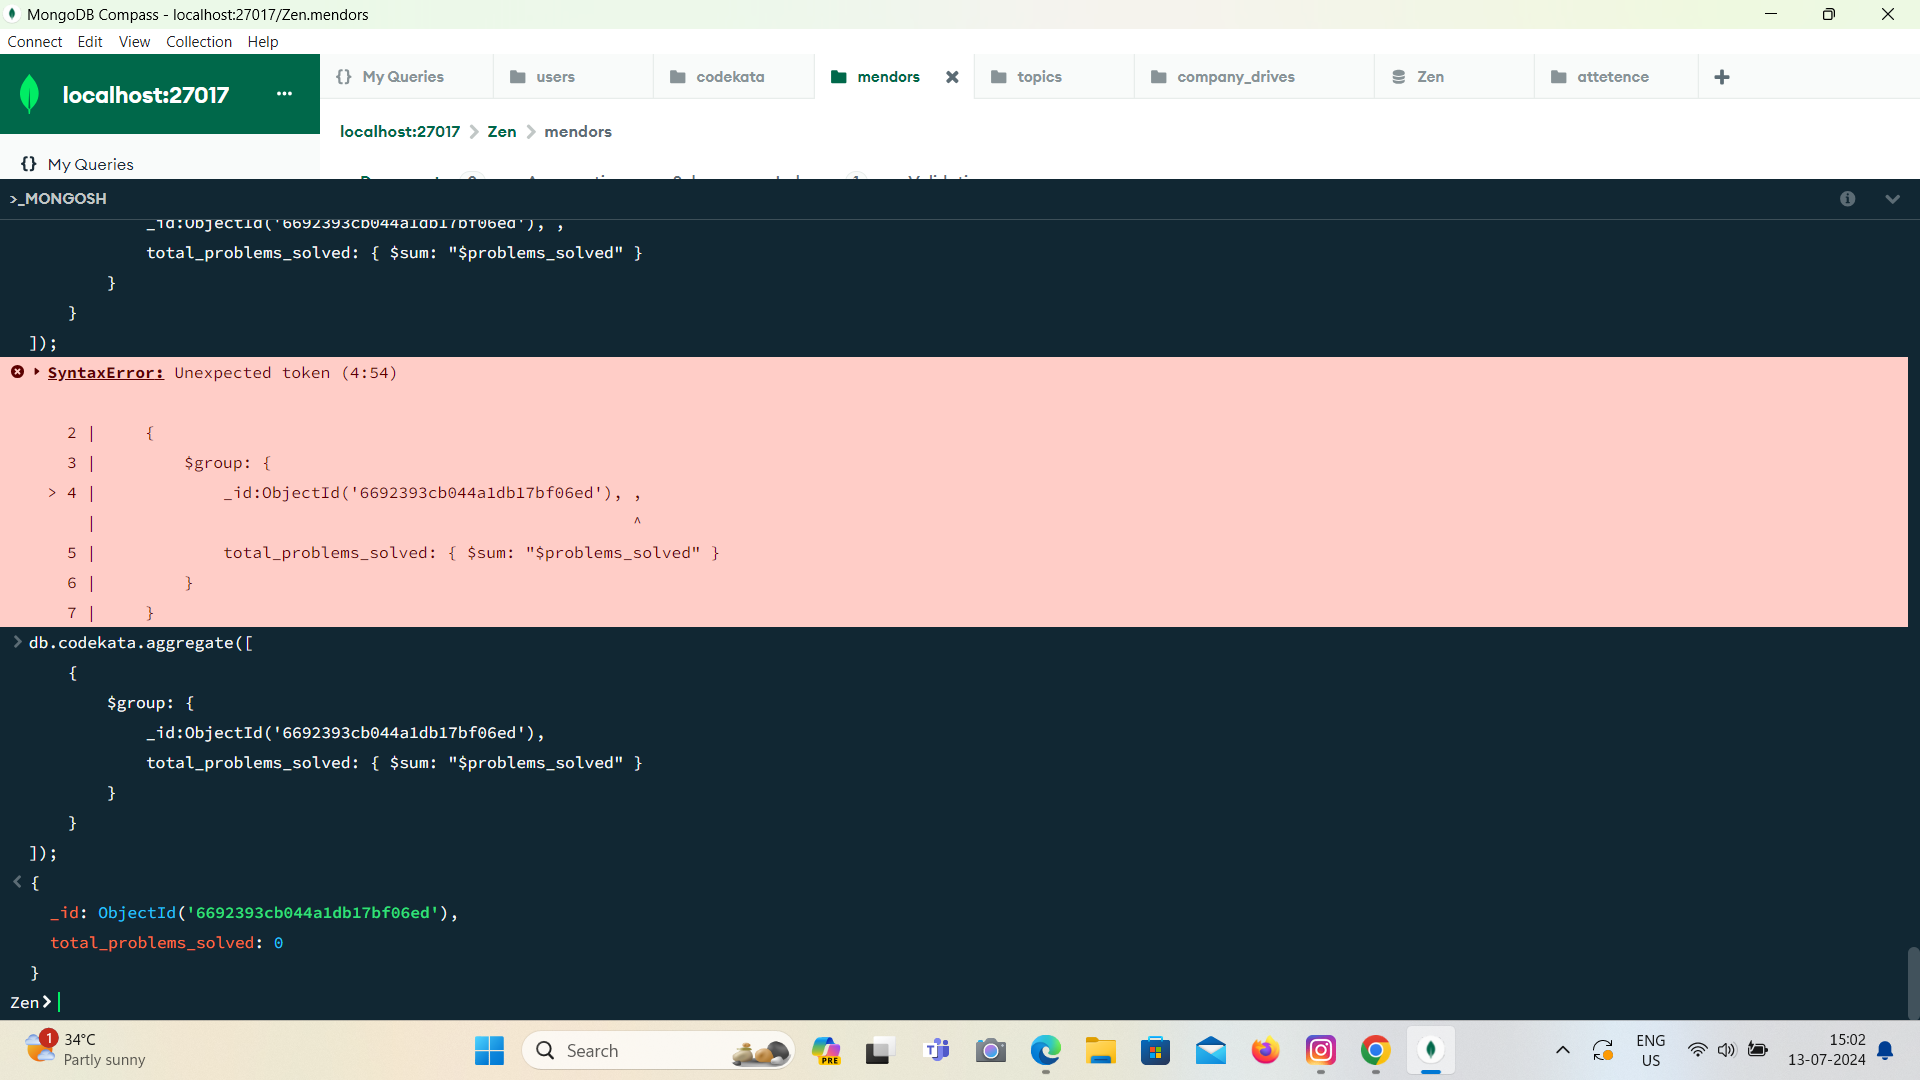 MongoDB Compass - localhost:27017/Zen.mendors
Connect Edit View Collection Help
localhost:27017 ...
{} My Queries users codekata mendors topics company_drives Zen attetence
localhost:27017 > Zen > mendors
{} My Queries
>_MONGOSH
_id:ObjectId('6692393cb044a1db17bf06ed'), ,
total_problems_solved: { $sum: "$problems_solved" }
}
}
]);
SyntaxError: Unexpected token (4:54)
2 | {
3 | $group: {
> 4 | _id:ObjectId('6692393cb044a1db17bf06ed'), ,
| ^
5 | total_problems_solved: { $sum: "$problems_solved" }
6 | }
7 | }
> db.codekata.aggregate([
{
$group: {
_id:ObjectId('6692393cb044a1db17bf06ed'),
total_problems_solved: { $sum: "$problems_solved" }
}
}
]);
< {
_id: ObjectId('6692393cb044a1db17bf06ed'),
total_problems_solved: 0
}
Zen>
1
34°C
Partly sunny
Search
PRE
ENG
US
15:02
13-07-2024